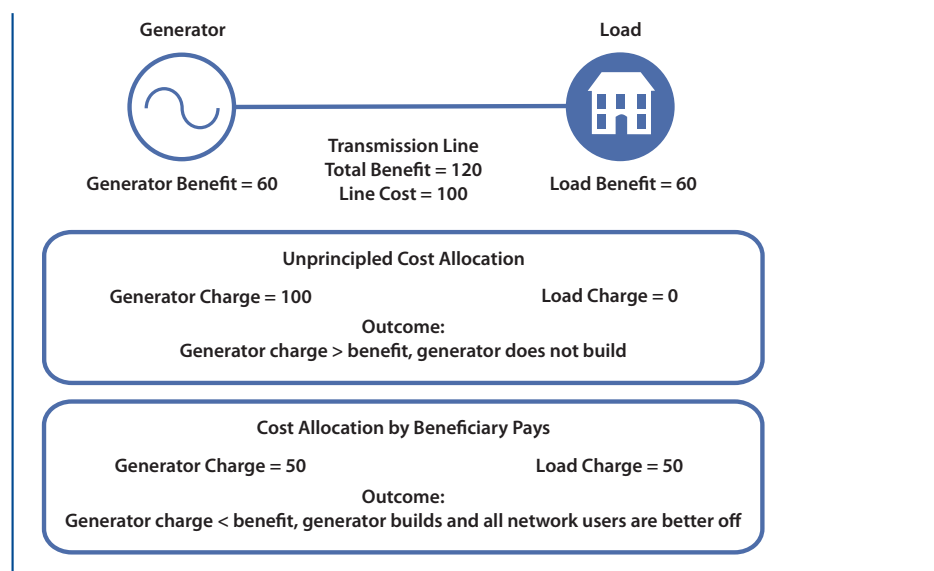 Generator
Load
Transmission Line
Total Benefit = 120
Line Cost = 100
Generator Benefit = 60
Load Benefit = 60
Unprincipled Cost Allocation
Generator Charge = 100
Load Charge = 0
Outcome:
Generator charge > benefit, generator does not build
Cost Allocation by Beneficiary Pays
Generator Charge = 50
Load Charge = 50
Outcome:
Generator charge < benefit, generator builds and all network users are better off